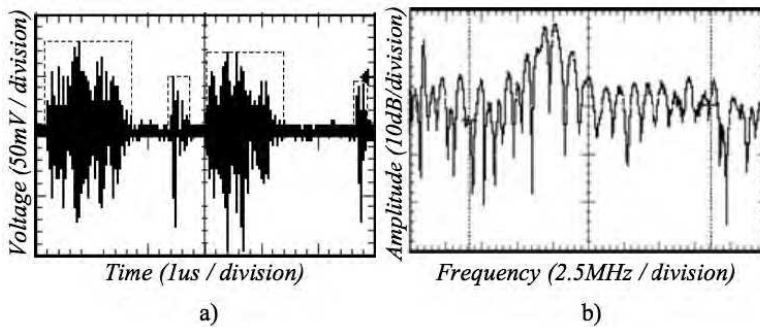 a)
b)
Voltage (50mV / division)
Amplitude (10dB/division)
Time (1us / division)
Frequency (2.5MHz / division)
a)
b)